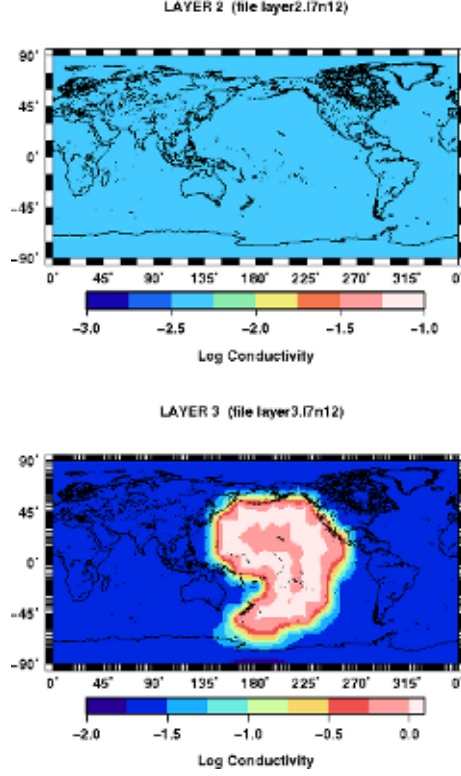 LAYER 2 (file layer2.l7n12)
90˚
45˚
0˚
−45˚
−90˚
0˚ 45˚ 90˚ 135˚ 180˚ 225˚ 270˚ 315˚
−3.0 −2.5 −2.0 −1.5 −1.0
Log Conductivity
LAYER 3 (file layer3.l7n12)
90˚
45˚
0˚
−45˚
−90˚
0˚ 45˚ 90˚ 135˚ 180˚ 225˚ 270˚ 315˚
−2.0 −1.5 −1.0 −0.5 0.0
Log Conductivity